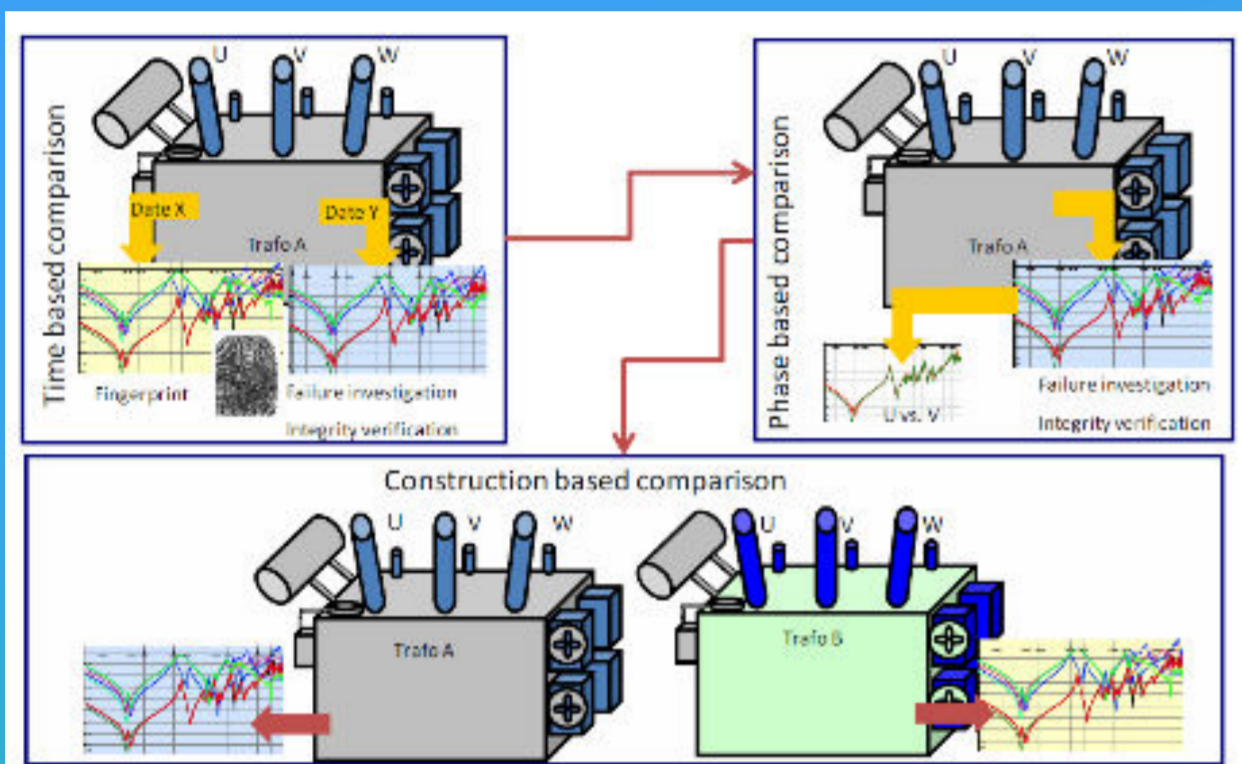 Time based comparison
U
V
W
Date X
Date Y
Trafo A
Fingerprint
Failure investigation
Integrity verification
Phase based comparison
U
V
W
Trafo A
U vs. V
Failure investigation
Integrity verification
Construction based comparison
U
V
W
Trafo A
U
V
W
Trafo B